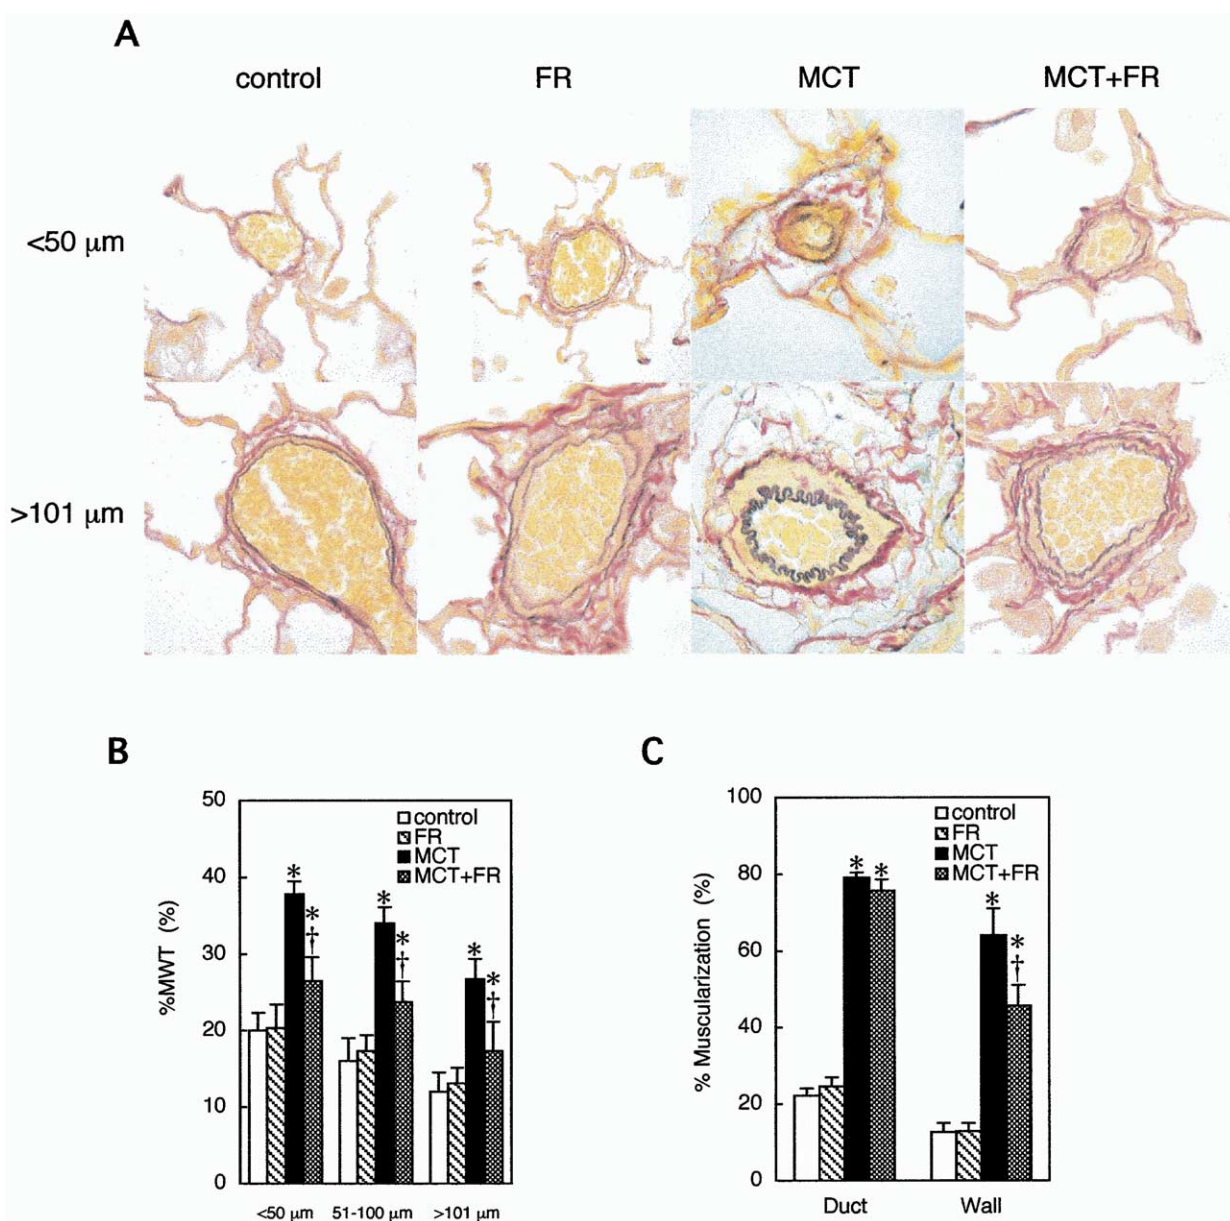 A
control FR MCT MCT+FR
<50 μm
>101 μm
B
%MWT (%)
50
40
30
20
10
0
control
FR
MCT
MCT+FR
*
*
†
*
*
†
*
*
†
<50 μm 51-100 μm >101 μm
C
% Muscularization (%)
100
80
60
40
20
0
control
FR
MCT
MCT+FR
* *
*
*
†
Duct Wall